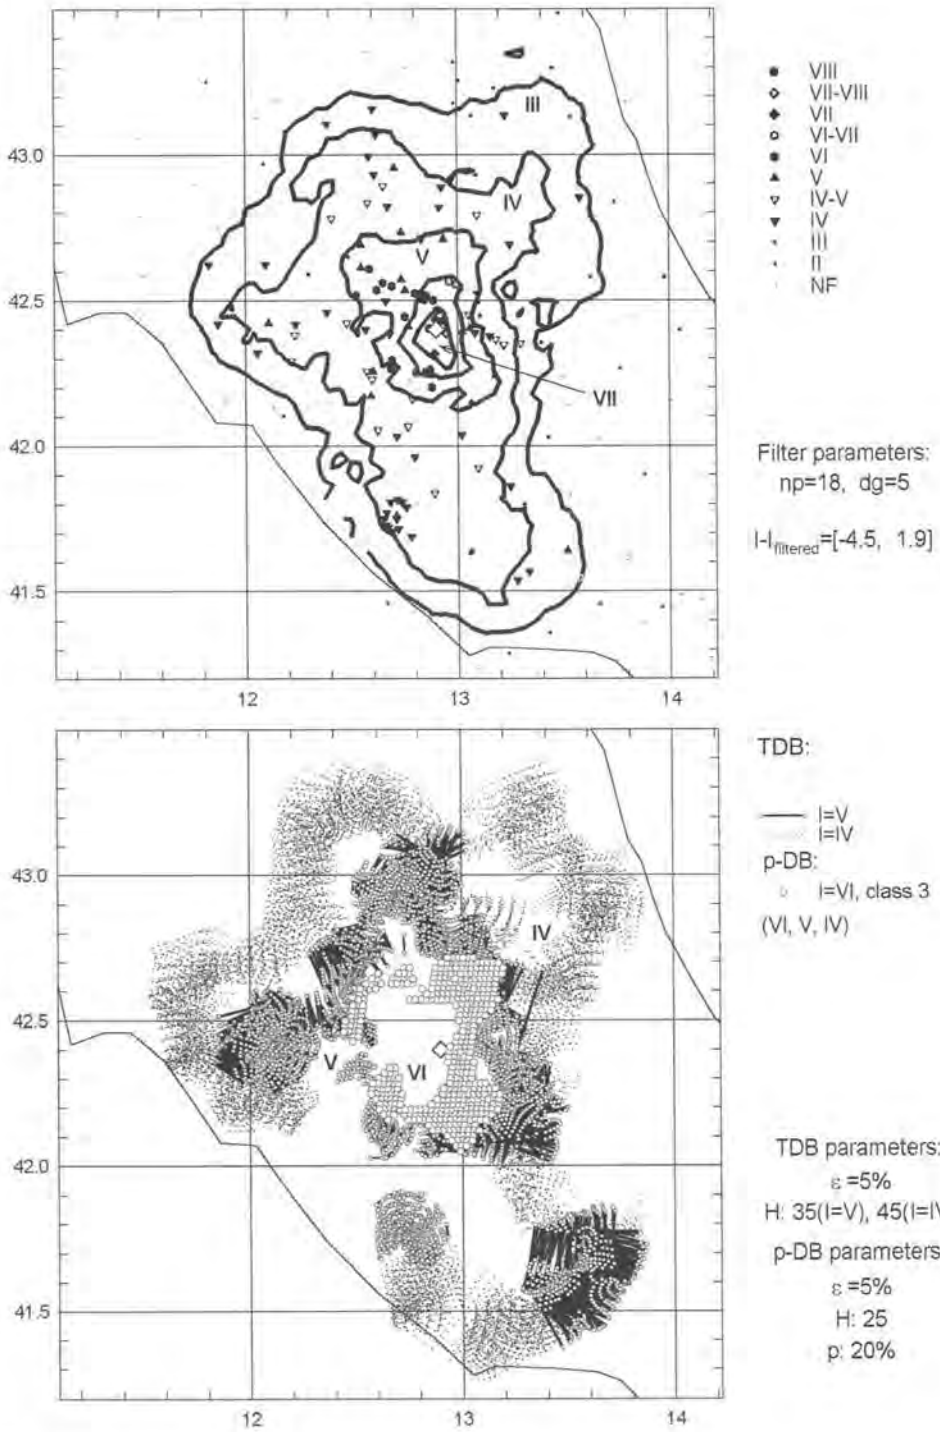 VIII
VII-VIII
VII
VI-VII
VI
V
IV-V
IV
III
II
NF
III
IV
V
VII
43.0
42.5
42.0
41.5
12
13
14
Filter parameters:
np=18, dg=5
I-Ifiltered=[-4.5, 1.9]
TDB:
I=V
I=IV
p-DB:
I=VI, class 3
(VI, V, IV)
IV
V
VI
43.0
42.5
42.0
41.5
12
13
14
TDB parameters:
ε =5%
H: 35(I=V), 45(I=IV
p-DB parameters
ε =5%
H: 25
p: 20%